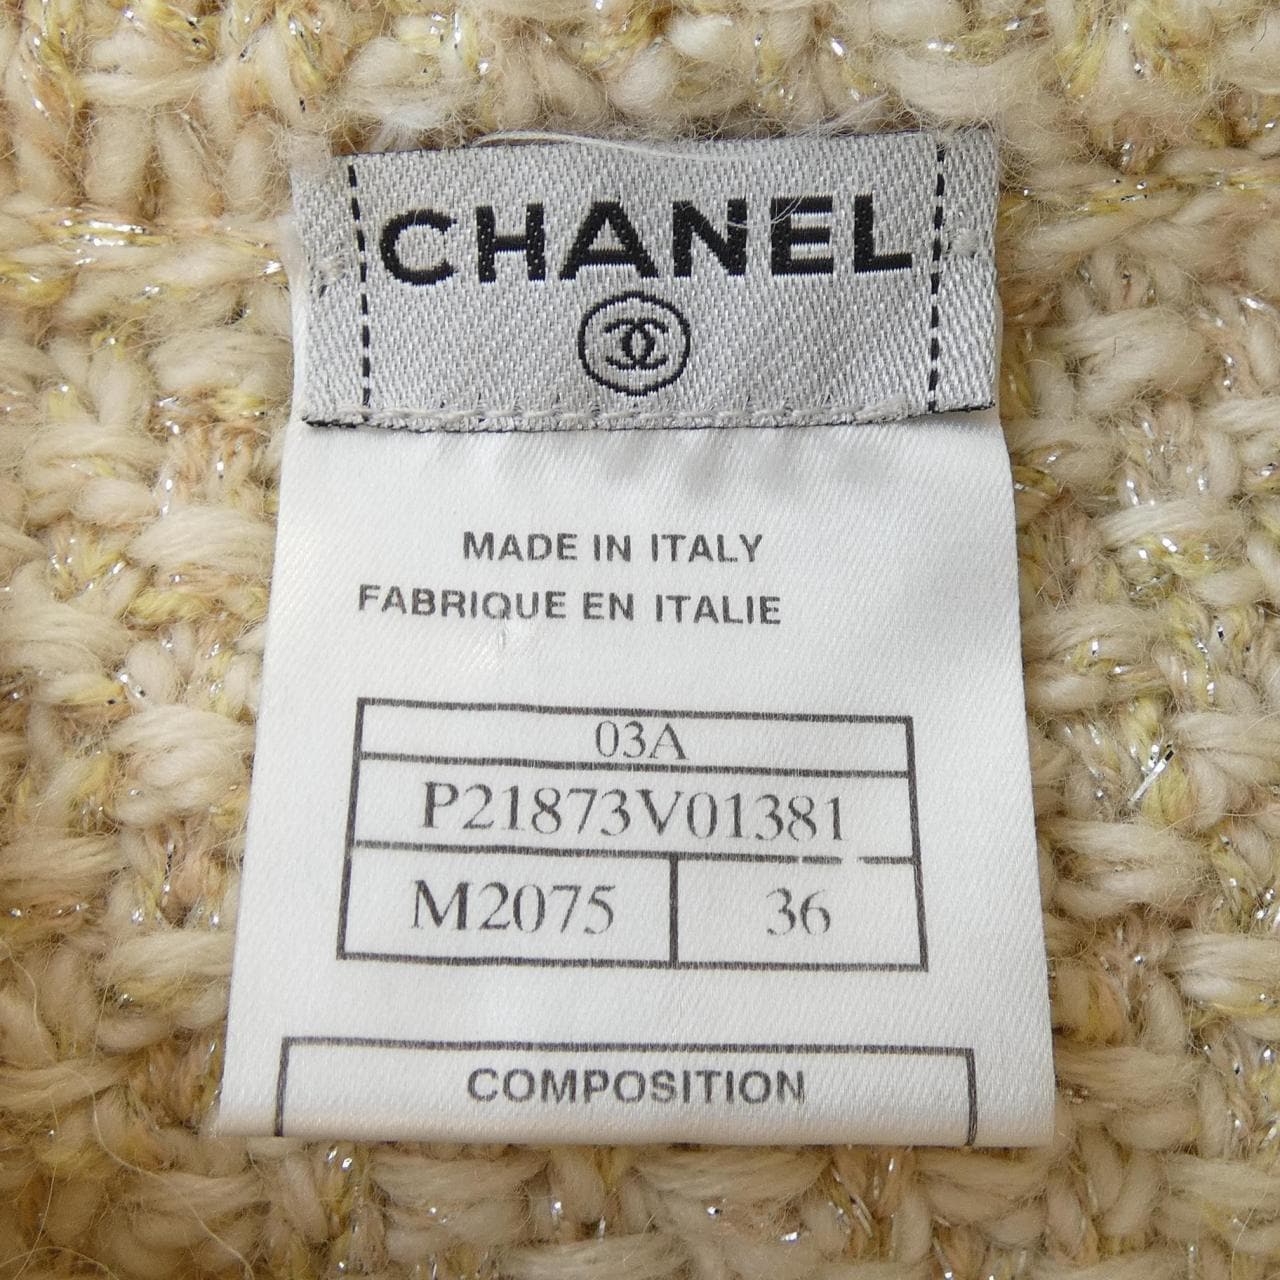 CHANEL
MADE IN ITALY
FABRIQUE EN ITALIE
03A
P21873V01381
M2075 36
COMPOSITION